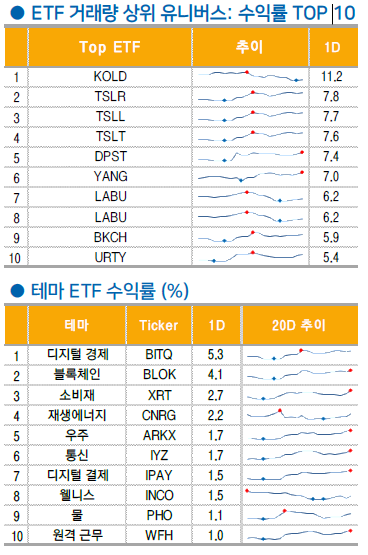 ● ETF 거래량 상위 유니버스: 수익률 TOP 10
Top ETF 추이 1D
1 KOLD 11.2
2 TSLR 7.8
3 TSLL 7.7
4 TSLT 7.6
5 DPST 7.4
6 YANG 7.0
7 LABU 6.2
8 LABU 6.2
9 BKCH 5.9
10 URTY 5.4
● 테마 ETF 수익률 (%)
테마 Ticker 1D 20D 추이
1 디지털 경제 BITQ 5.3
2 블록체인 BLOK 4.1
3 소비재 XRT 2.7
4 재생에너지 CNRG 2.2
5 우주 ARKX 1.7
6 통신 IYZ 1.7
7 디지털 결제 IPAY 1.5
8 웰니스 INCO 1.5
9 물 PHO 1.1
10 원격 근무 WFH 1.0